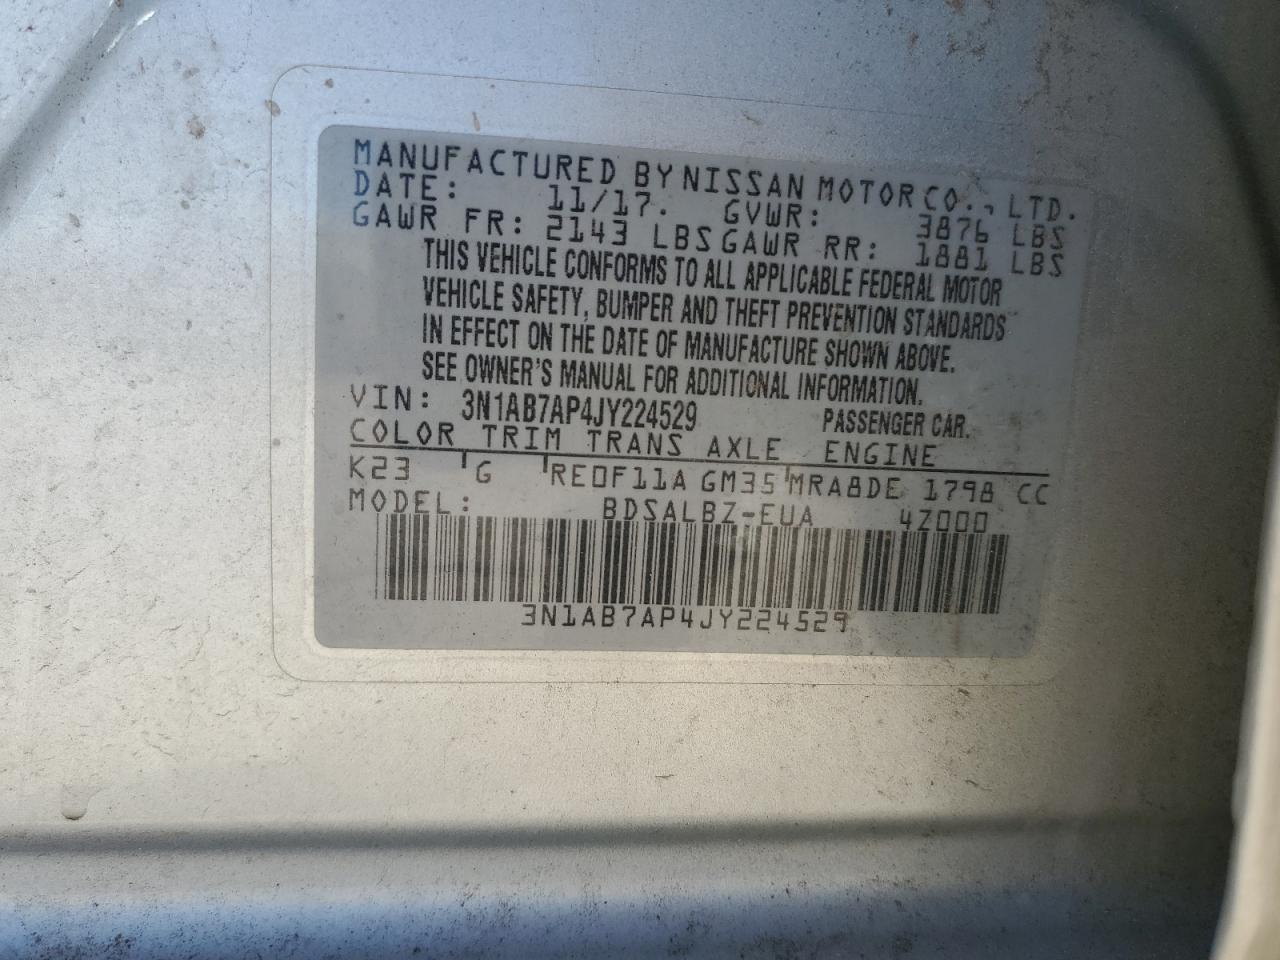 MANUFACTURED BY NISSAN MOTOR CO., LTD.
DATE: 11/17. GVWR: 3876 LBS
GAWR FR: 2143 LBS GAWR RR: 1881 LBS
THIS VEHICLE CONFORMS TO ALL APPLICABLE FEDERAL MOTOR
VEHICLE SAFETY, BUMPER AND THEFT PREVENTION STANDARDS
IN EFFECT ON THE DATE OF MANUFACTURE SHOWN ABOVE.
SEE OWNER'S MANUAL FOR ADDITIONAL INFORMATION.
VIN: 3N1AB7AP4JY224529 PASSENGER CAR.
COLOR TRIM TRANS AXLE ENGINE
K23 G RE0F11A GM35 MRA8DE 1798 CC
MODEL: BDSALBZ-EUA 4Z000
3N1AB7AP4JY224529